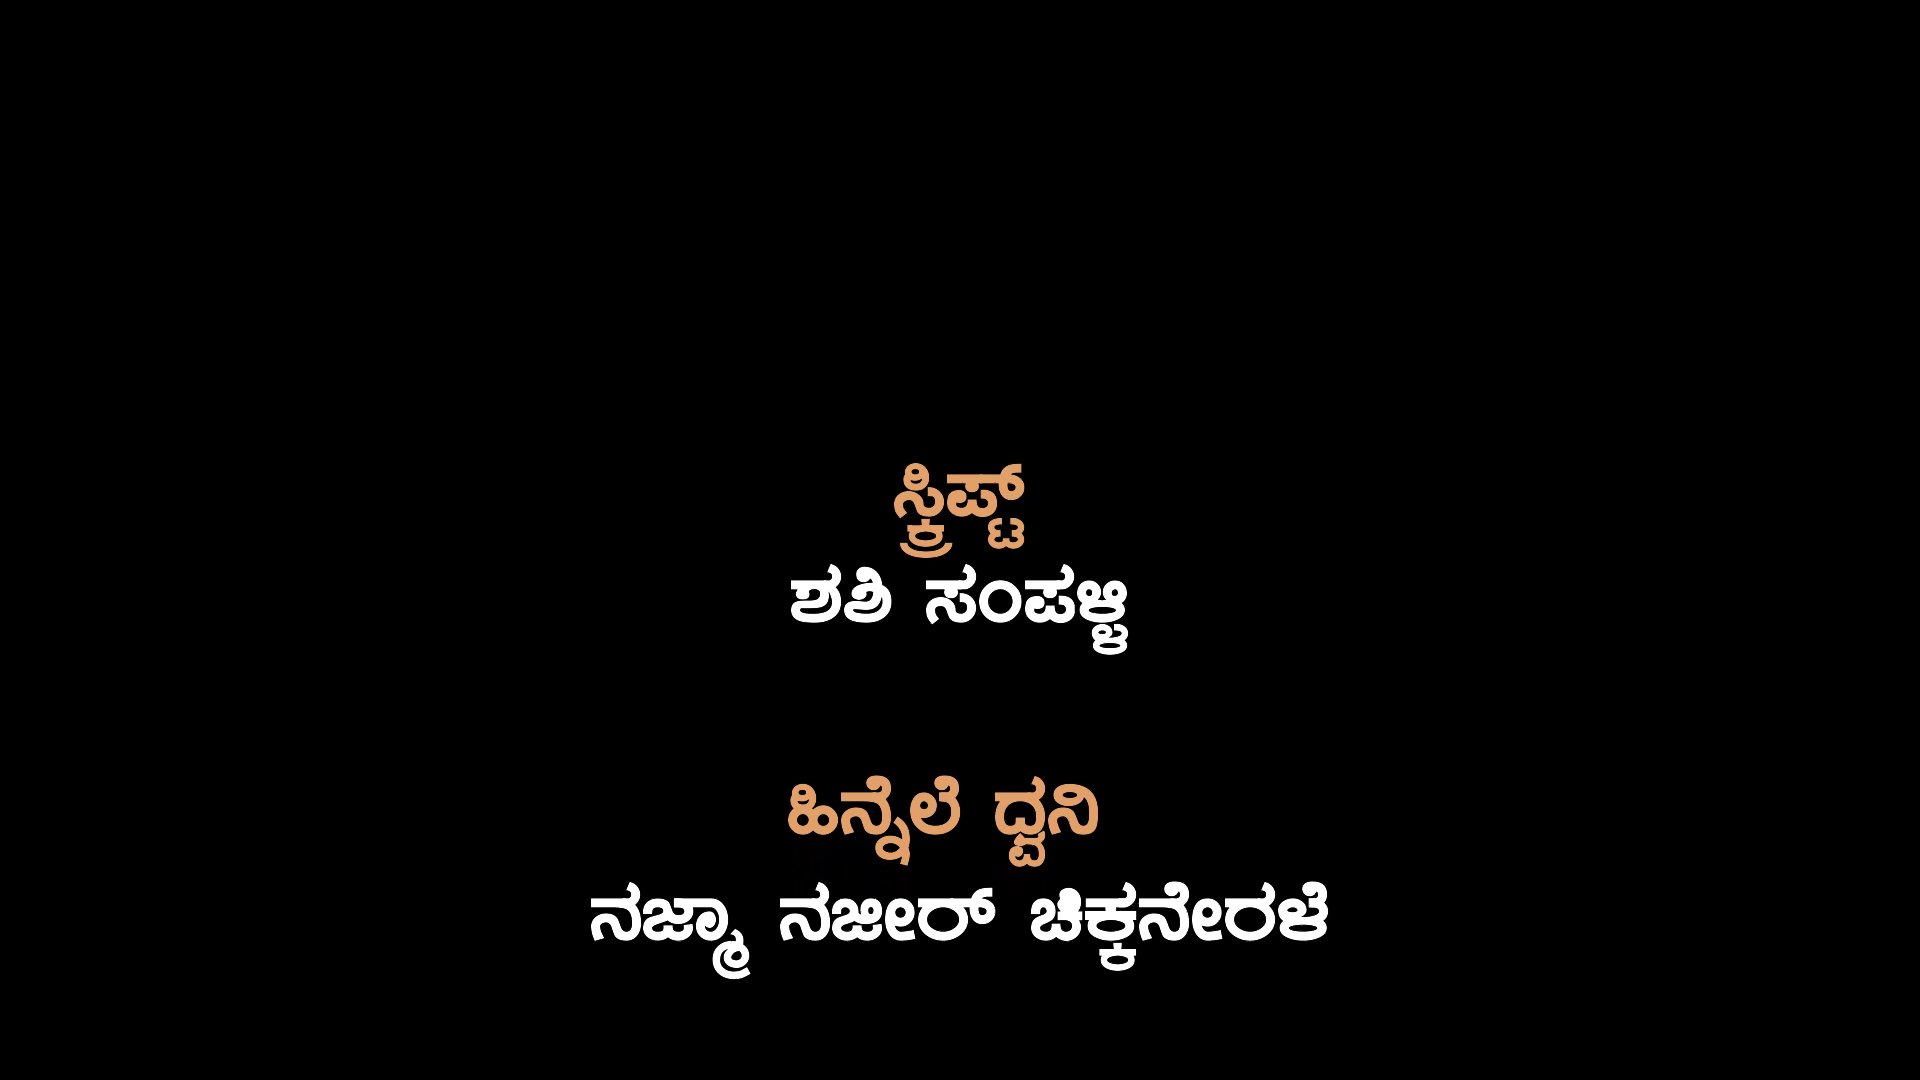 ಸ್ಕ್ರಿಪ್ಟ್
ಶಶಿ ಸಂಪಳ್ಳಿ
ಹಿನ್ನೆಲೆ ಧ್ವನಿ
ನಜ್ಮಾ ನಜೀರ್ ಚಿಕ್ಕನೇರಳೆ